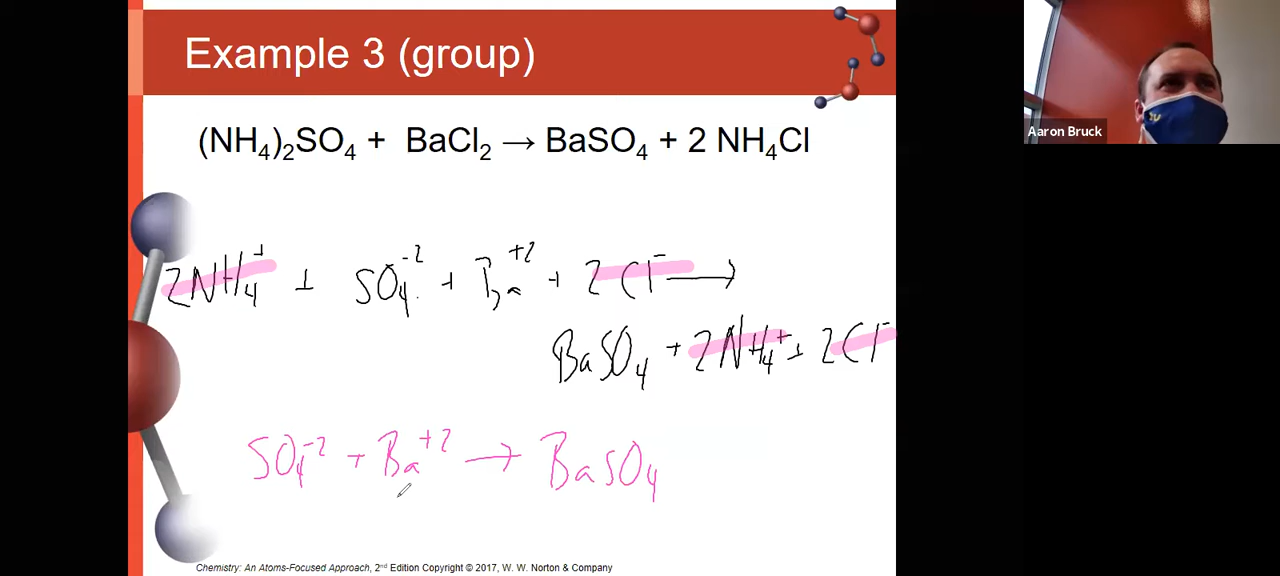 Example 3 (group)
(NH₄)₂SO₄ + BaCl₂ → BaSO₄ + 2 NH₄Cl
2NH₄⁺ + SO₄⁻² + Ba⁺² + 2Cl⁻ →
BaSO₄ + 2NH₄⁺ + 2Cl⁻
SO₄⁻² + Ba⁺² → BaSO₄
Chemistry: An Atoms-Focused Approach, 2nd Edition Copyright © 2017, W. W. Norton & Company
Aaron Bruck